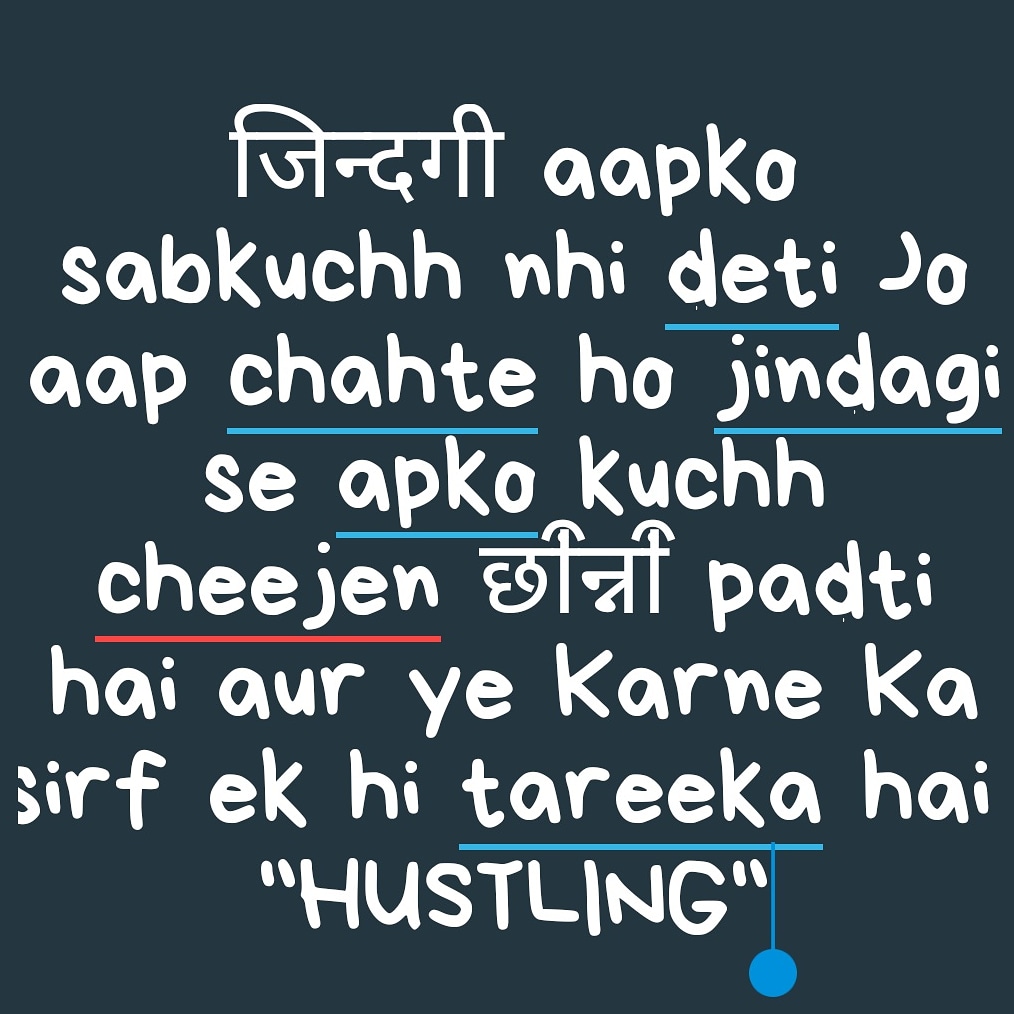 जिन्दगी aapko
sabkuchh nhi deti Jo
aap chahte ho jindagi
se apko kuchh
cheejen छीन्नी padti
hai aur ye Karne Ka
sirf ek hi tareeka hai
"HUSTLING"